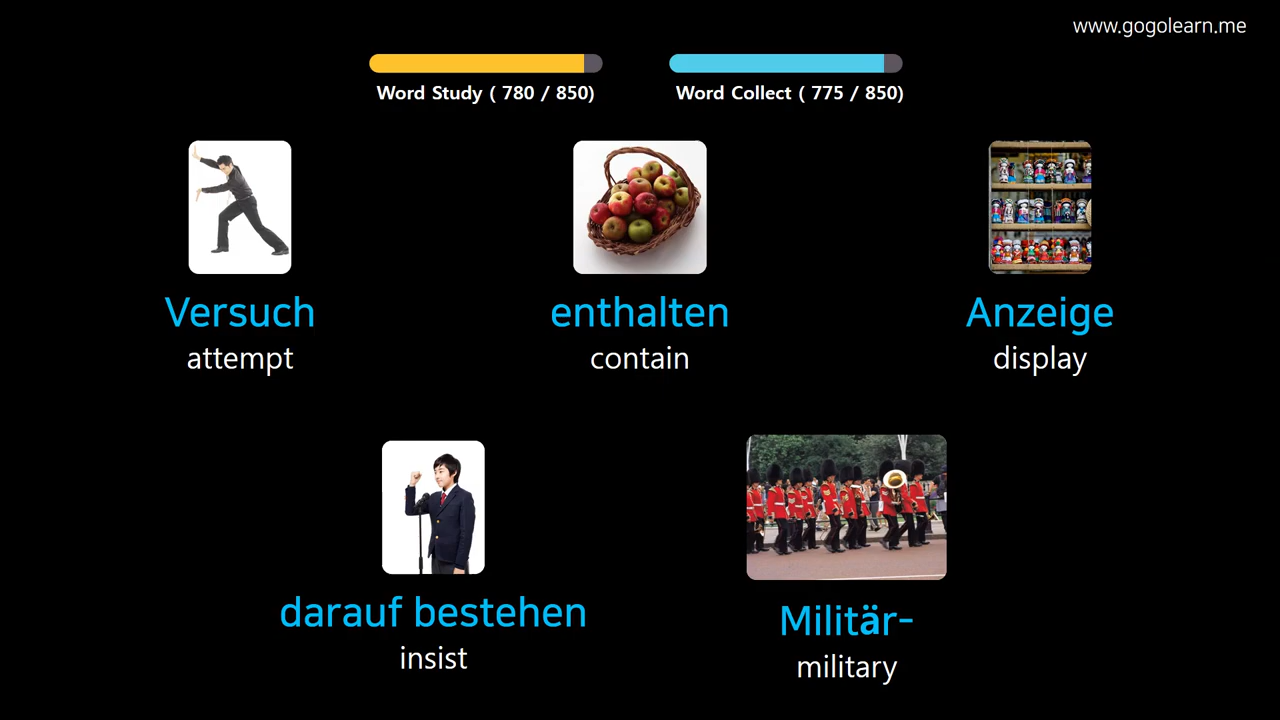 www.gogolearn.me
Word Study ( 780 / 850)
Word Collect ( 775 / 850)
Versuch
attempt
enthalten
contain
Anzeige
display
darauf bestehen
insist
Militär-
military